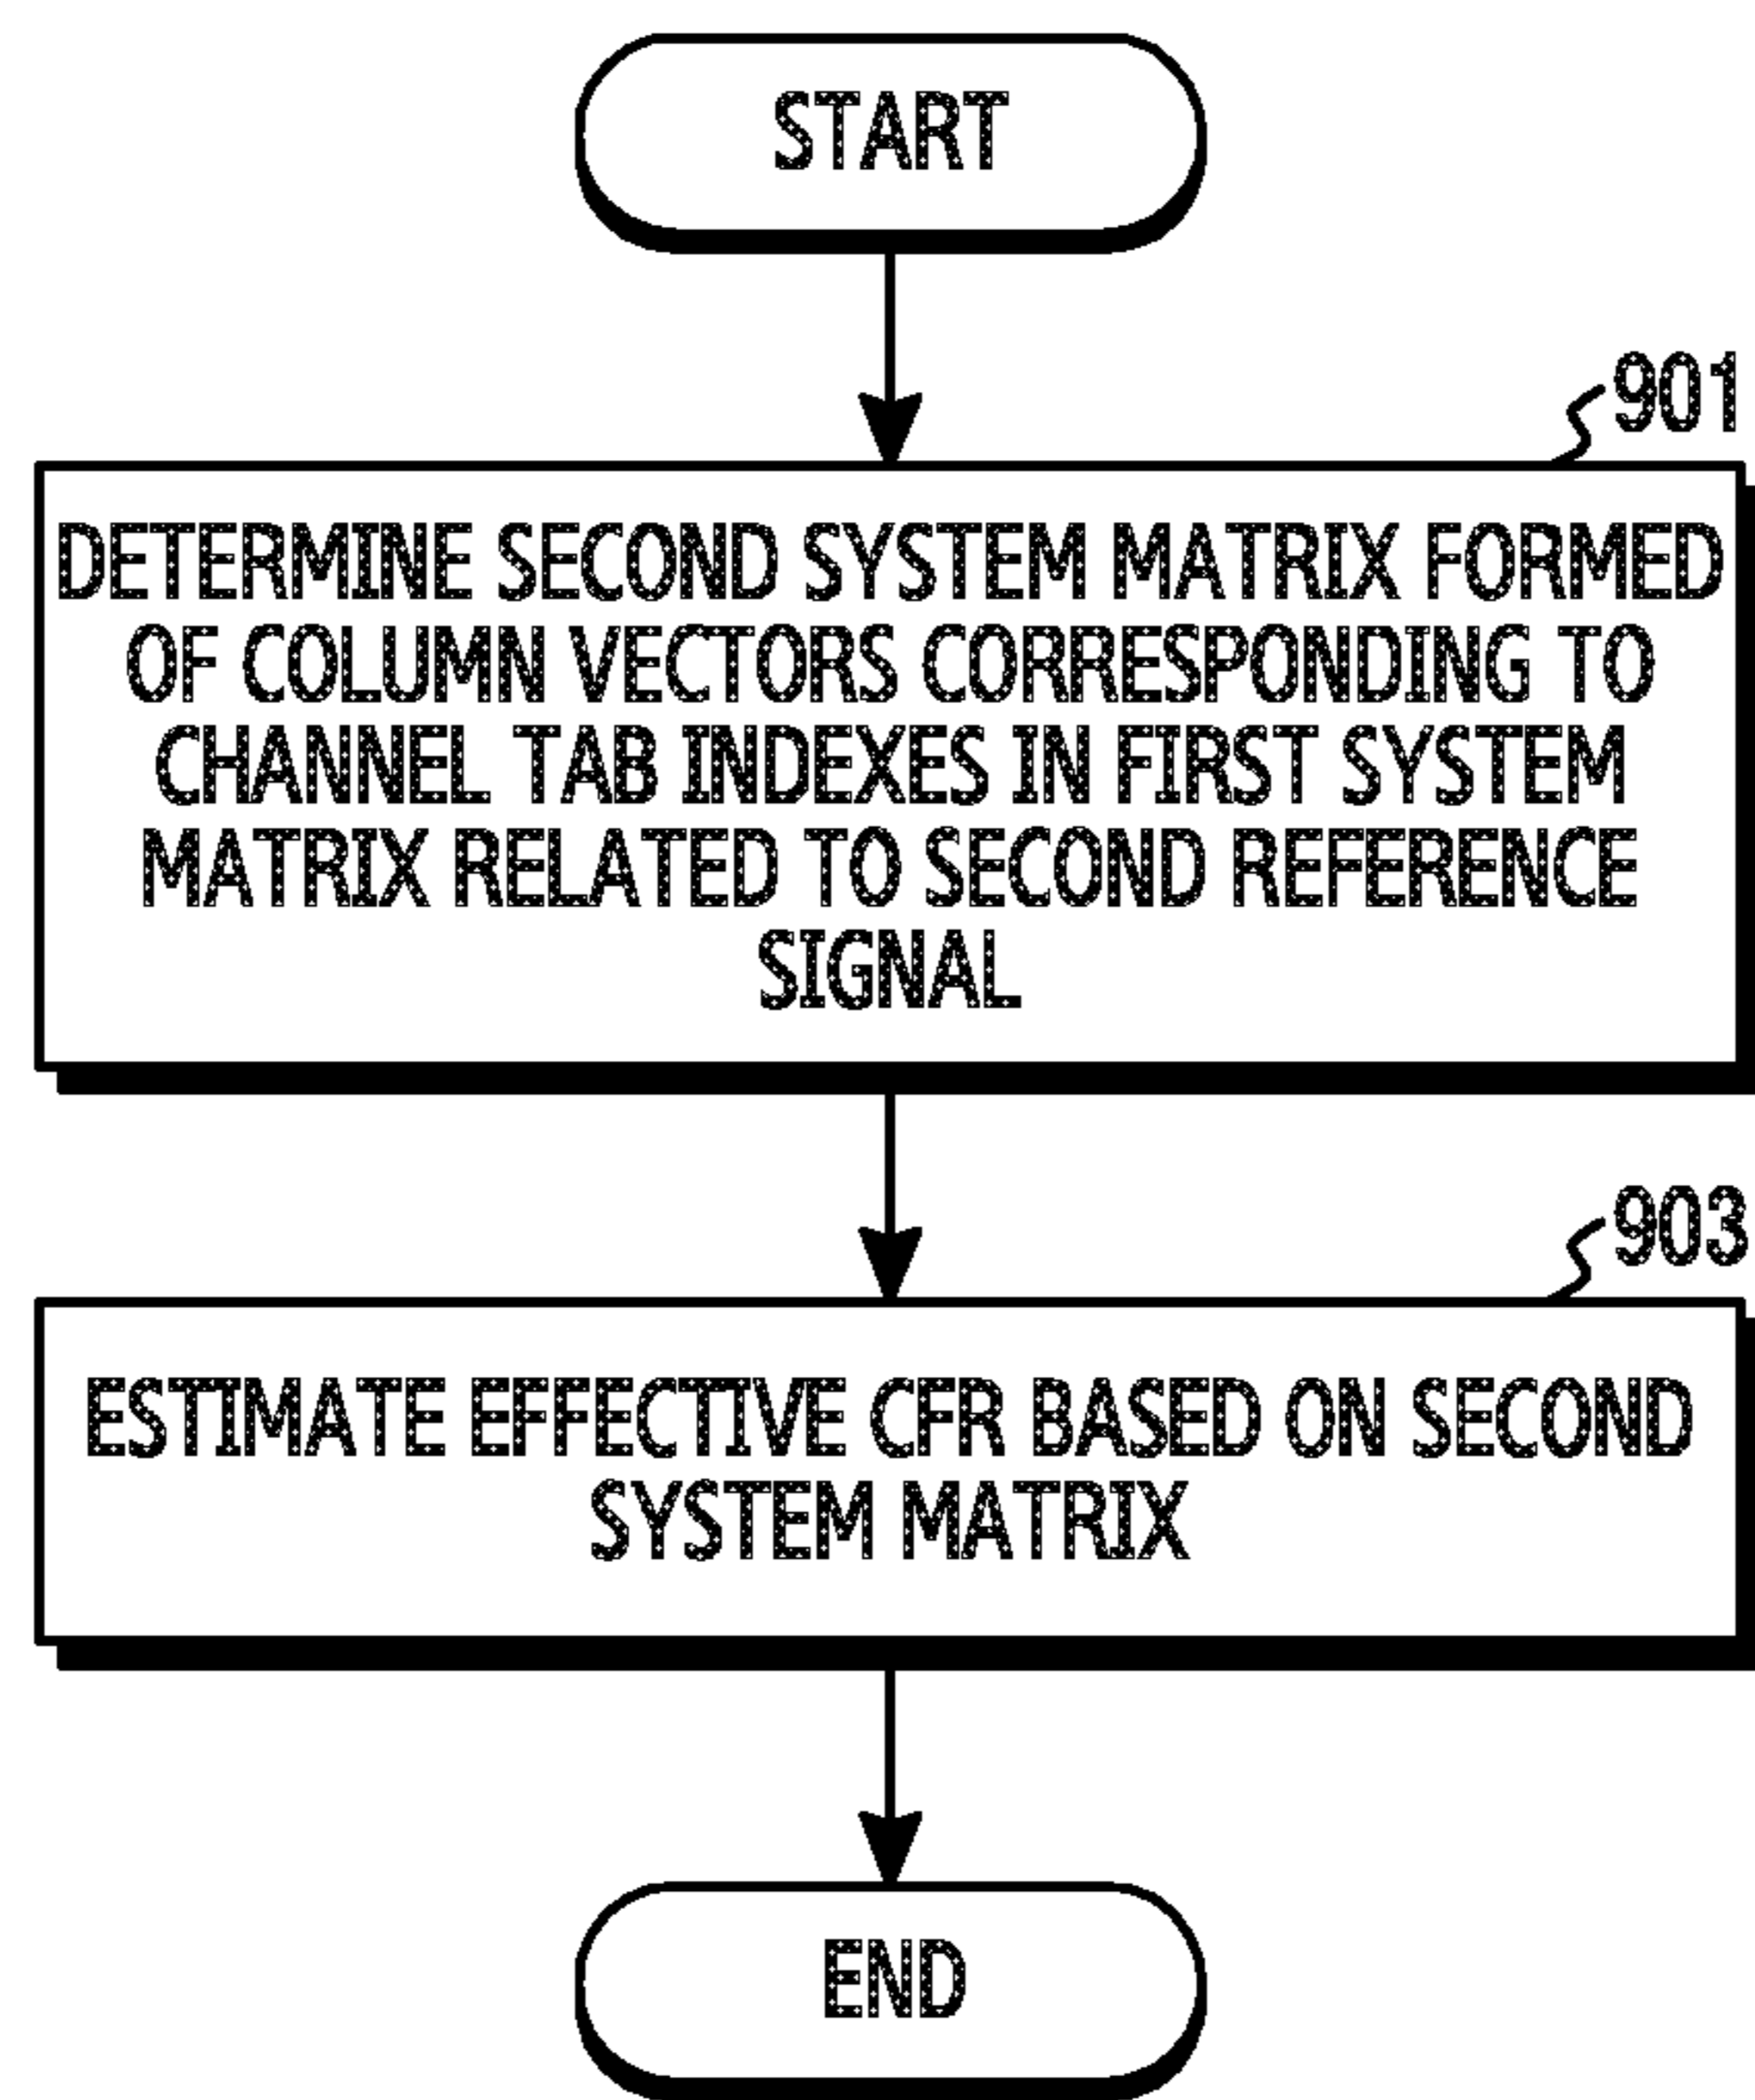 START
901
DETERMINE SECOND SYSTEM MATRIX FORMED
OF COLUMN VECTORS CORRESPONDING TO
CHANNEL TAB INDEXES IN FIRST SYSTEM
MATRIX RELATED TO SECOND REFERENCE
SIGNAL
903
ESTIMATE EFFECTIVE CFR BASED ON SECOND
SYSTEM MATRIX
END